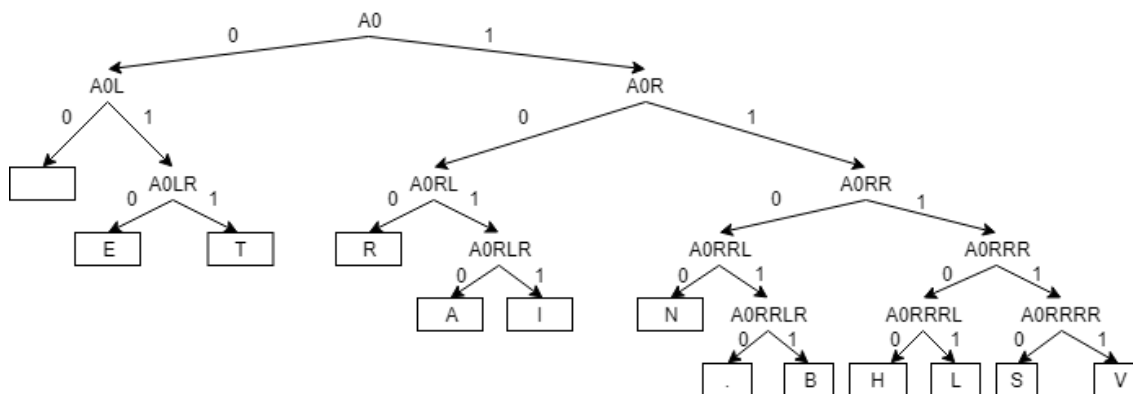 A0
0 1
A0L A0R
0 1 0 1
A0LR A0RL A0RR
0 1 0 1 0 1
E T R A0RLR N A0RRL A0RRR
0 1 0 1 0 1
A I N A0RRLR A0RRRL A0RRRR
0 1 0 1 0 1
. B H L S V